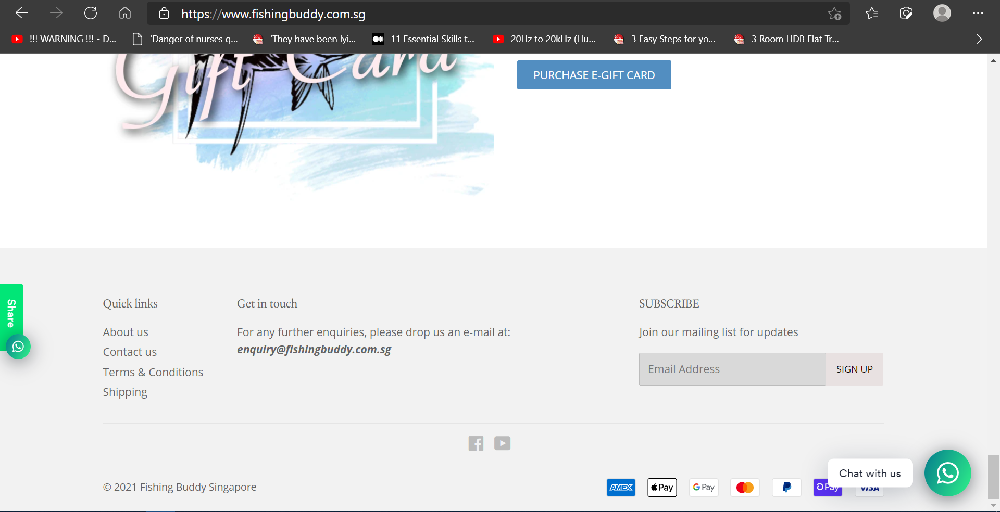 https://www.fishingbuddy.com.sg
!!! WARNING !!! - D...
'Danger of nurses q...
'They have been lyi...
11 Essential Skills t...
20Hz to 20kHz (Hu...
3 Easy Steps for yo...
3 Room HDB Flat Tr...
Gift Card
PURCHASE E-GIFT CARD
Share
Quick links
About us
Contact us
Terms & Conditions
Shipping
Get in touch
For any further enquiries, please drop us an e-mail at:
enquiry@fishingbuddy.com.sg
SUBSCRIBE
Join our mailing list for updates
Email Address
SIGN UP
Chat with us
© 2021 Fishing Buddy Singapore
AMEX
Pay
G Pay
Pay
VISA